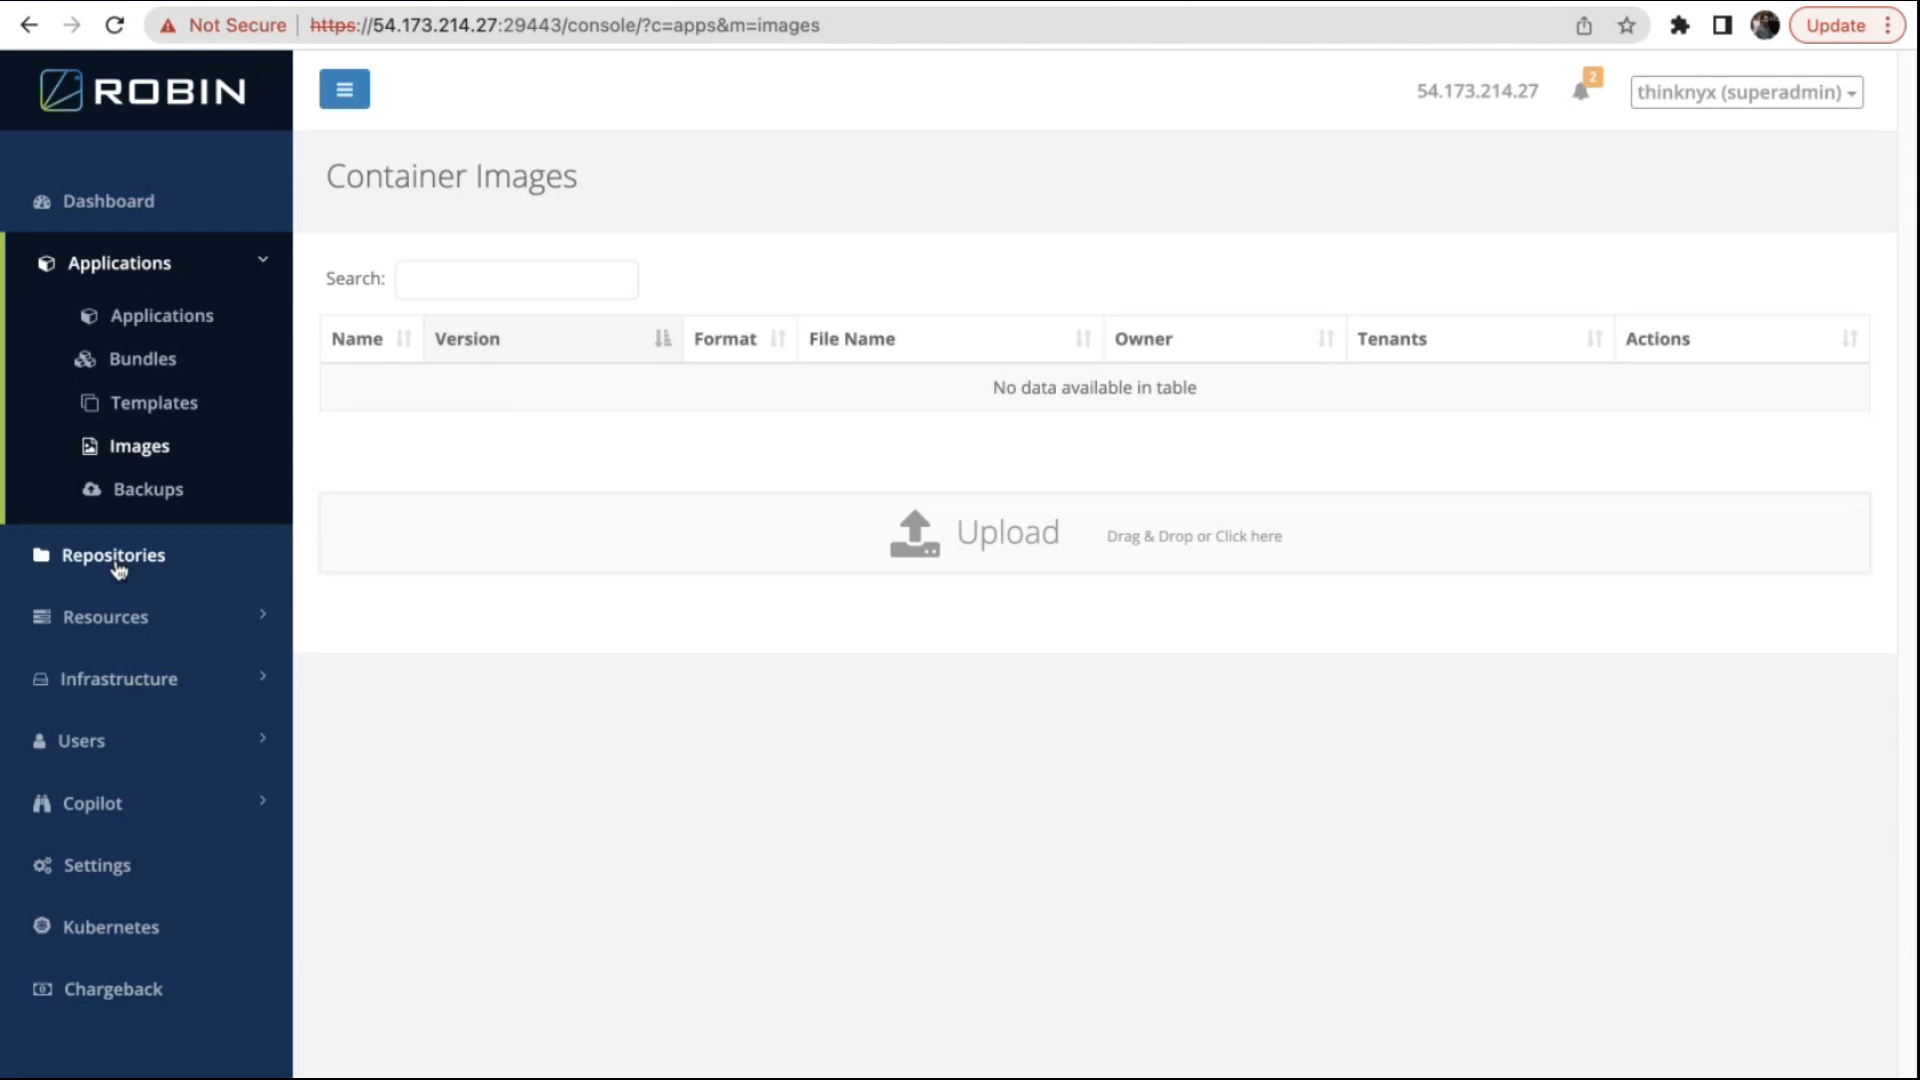 Not Secure | https://54.173.214.27:29443/console/?c=apps&m=images
Update
ROBIN
54.173.214.27
2
thinknyx (superadmin)
Dashboard
Applications
Applications
Bundles
Templates
Images
Backups
Repositories
Resources
Infrastructure
Users
Copilot
Settings
Kubernetes
Chargeback
Container Images
Search:
Name Version Format File Name Owner Tenants Actions
No data available in table
Upload Drag & Drop or Click here